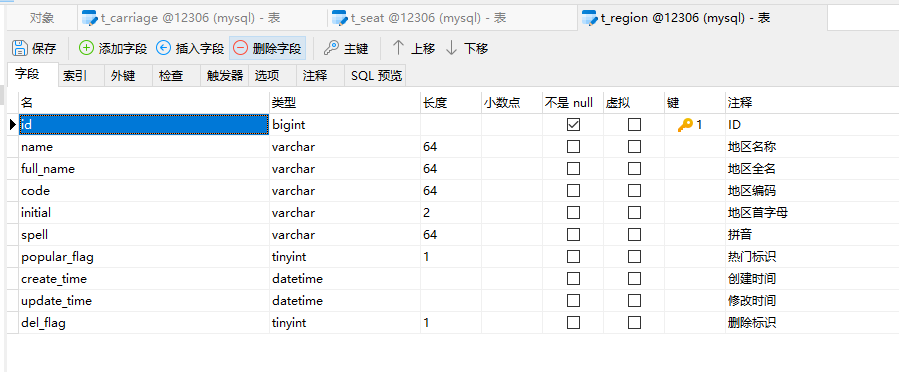 对象 t_carriage @12306 (mysql) - 表 t_seat @12306 (mysql) - 表 t_region @12306 (mysql) - 表
保存 添加字段 插入字段 删除字段 主键 上移 下移
字段 索引 外键 检查 触发器 选项 注释 SQL 预览
名 类型 长度 小数点 不是 null 虚拟 键 注释
id bigint 1 ID
name varchar 64 地区名称
full_name varchar 64 地区全名
code varchar 64 地区编码
initial varchar 2 地区首字母
spell varchar 64 拼音
popular_flag tinyint 1 热门标识
create_time datetime 创建时间
update_time datetime 修改时间
del_flag tinyint 1 删除标识